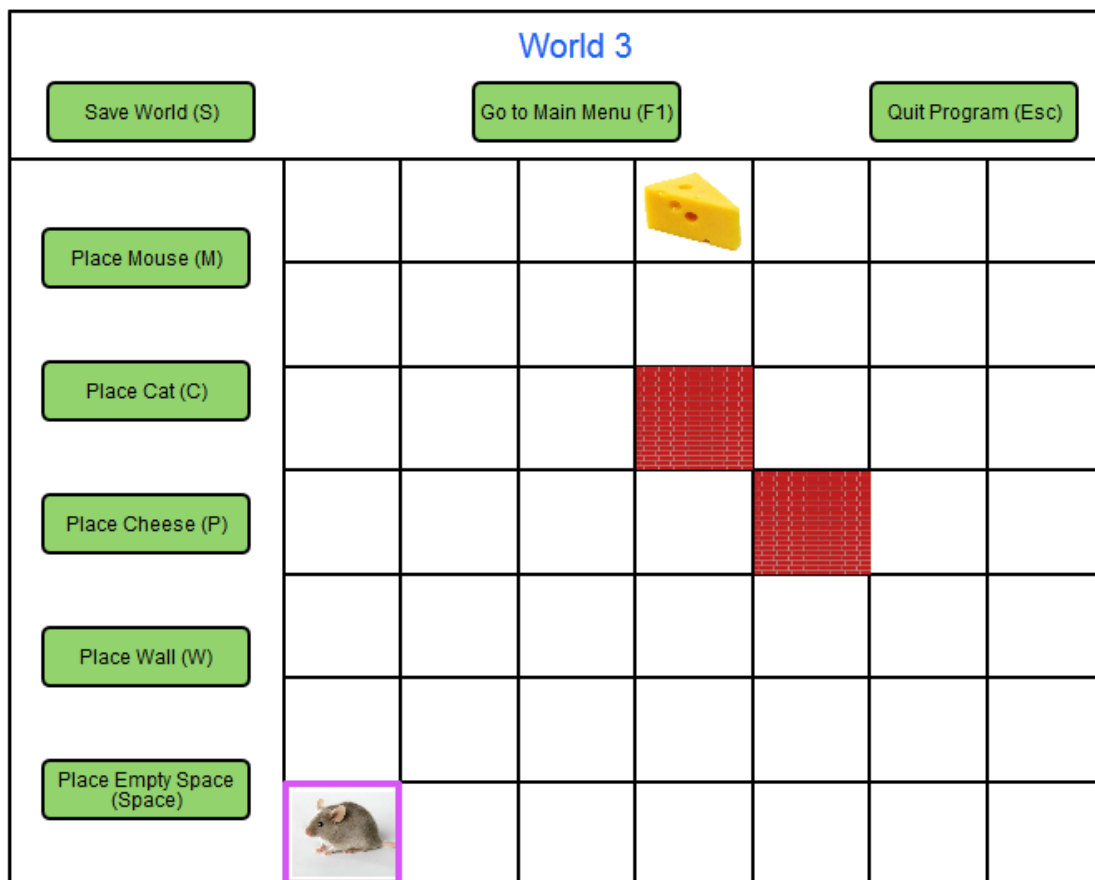 World 3
Save World (S)
Go to Main Menu (F1)
Quit Program (Esc)
Place Mouse (M)
Place Cat (C)
Place Cheese (P)
Place Wall (W)
Place Empty Space
(Space)